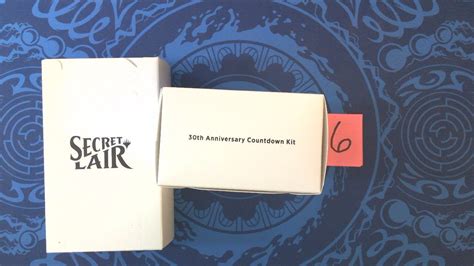 SECRET
LAIR
30th Anniversary Countdown Kit
6